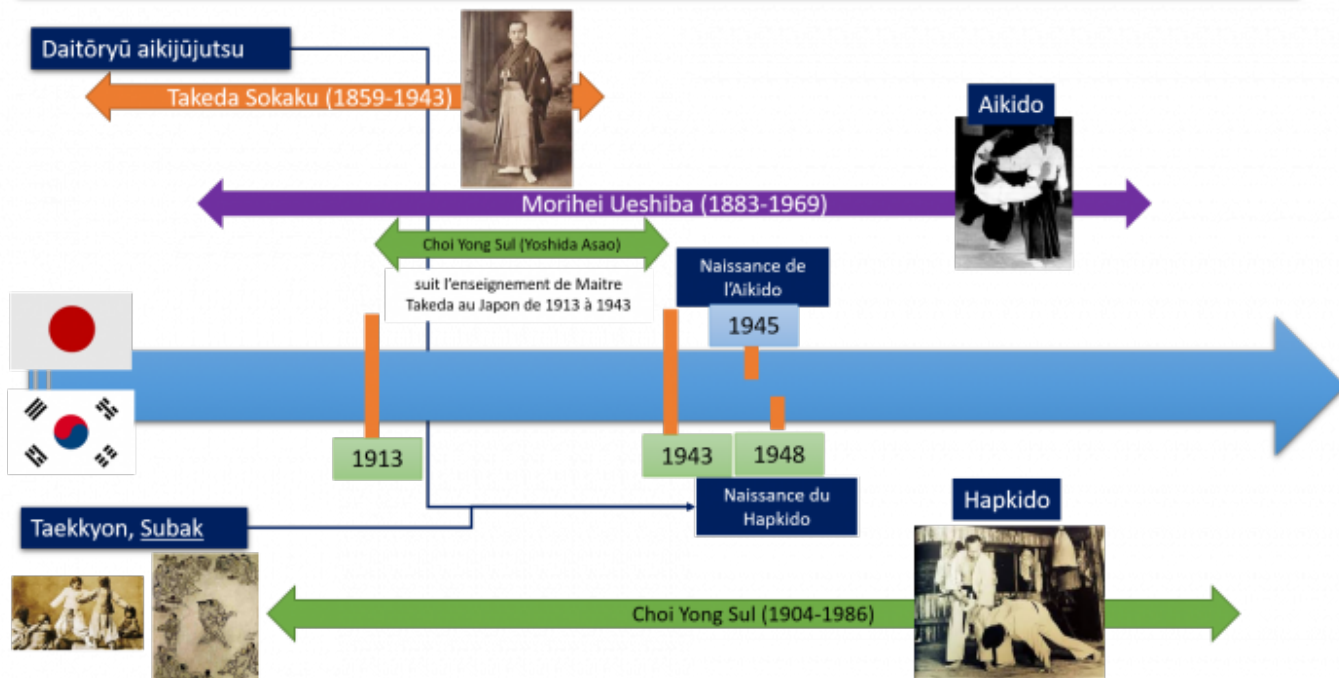 Daitōryū aikijūjutsu
Takeda Sokaku (1859-1943)
Aikido
Morihei Ueshiba (1883-1969)
Choi Yong Sul (Yoshida Asao)
suit l'enseignement de Maitre
Takeda au Japon de 1913 à 1943
Naissance de
l'Aikido
1945
1913
1943
1948
Naissance du
Hapkido
Taekkyon, Subak
Hapkido
Choi Yong Sul (1904-1986)